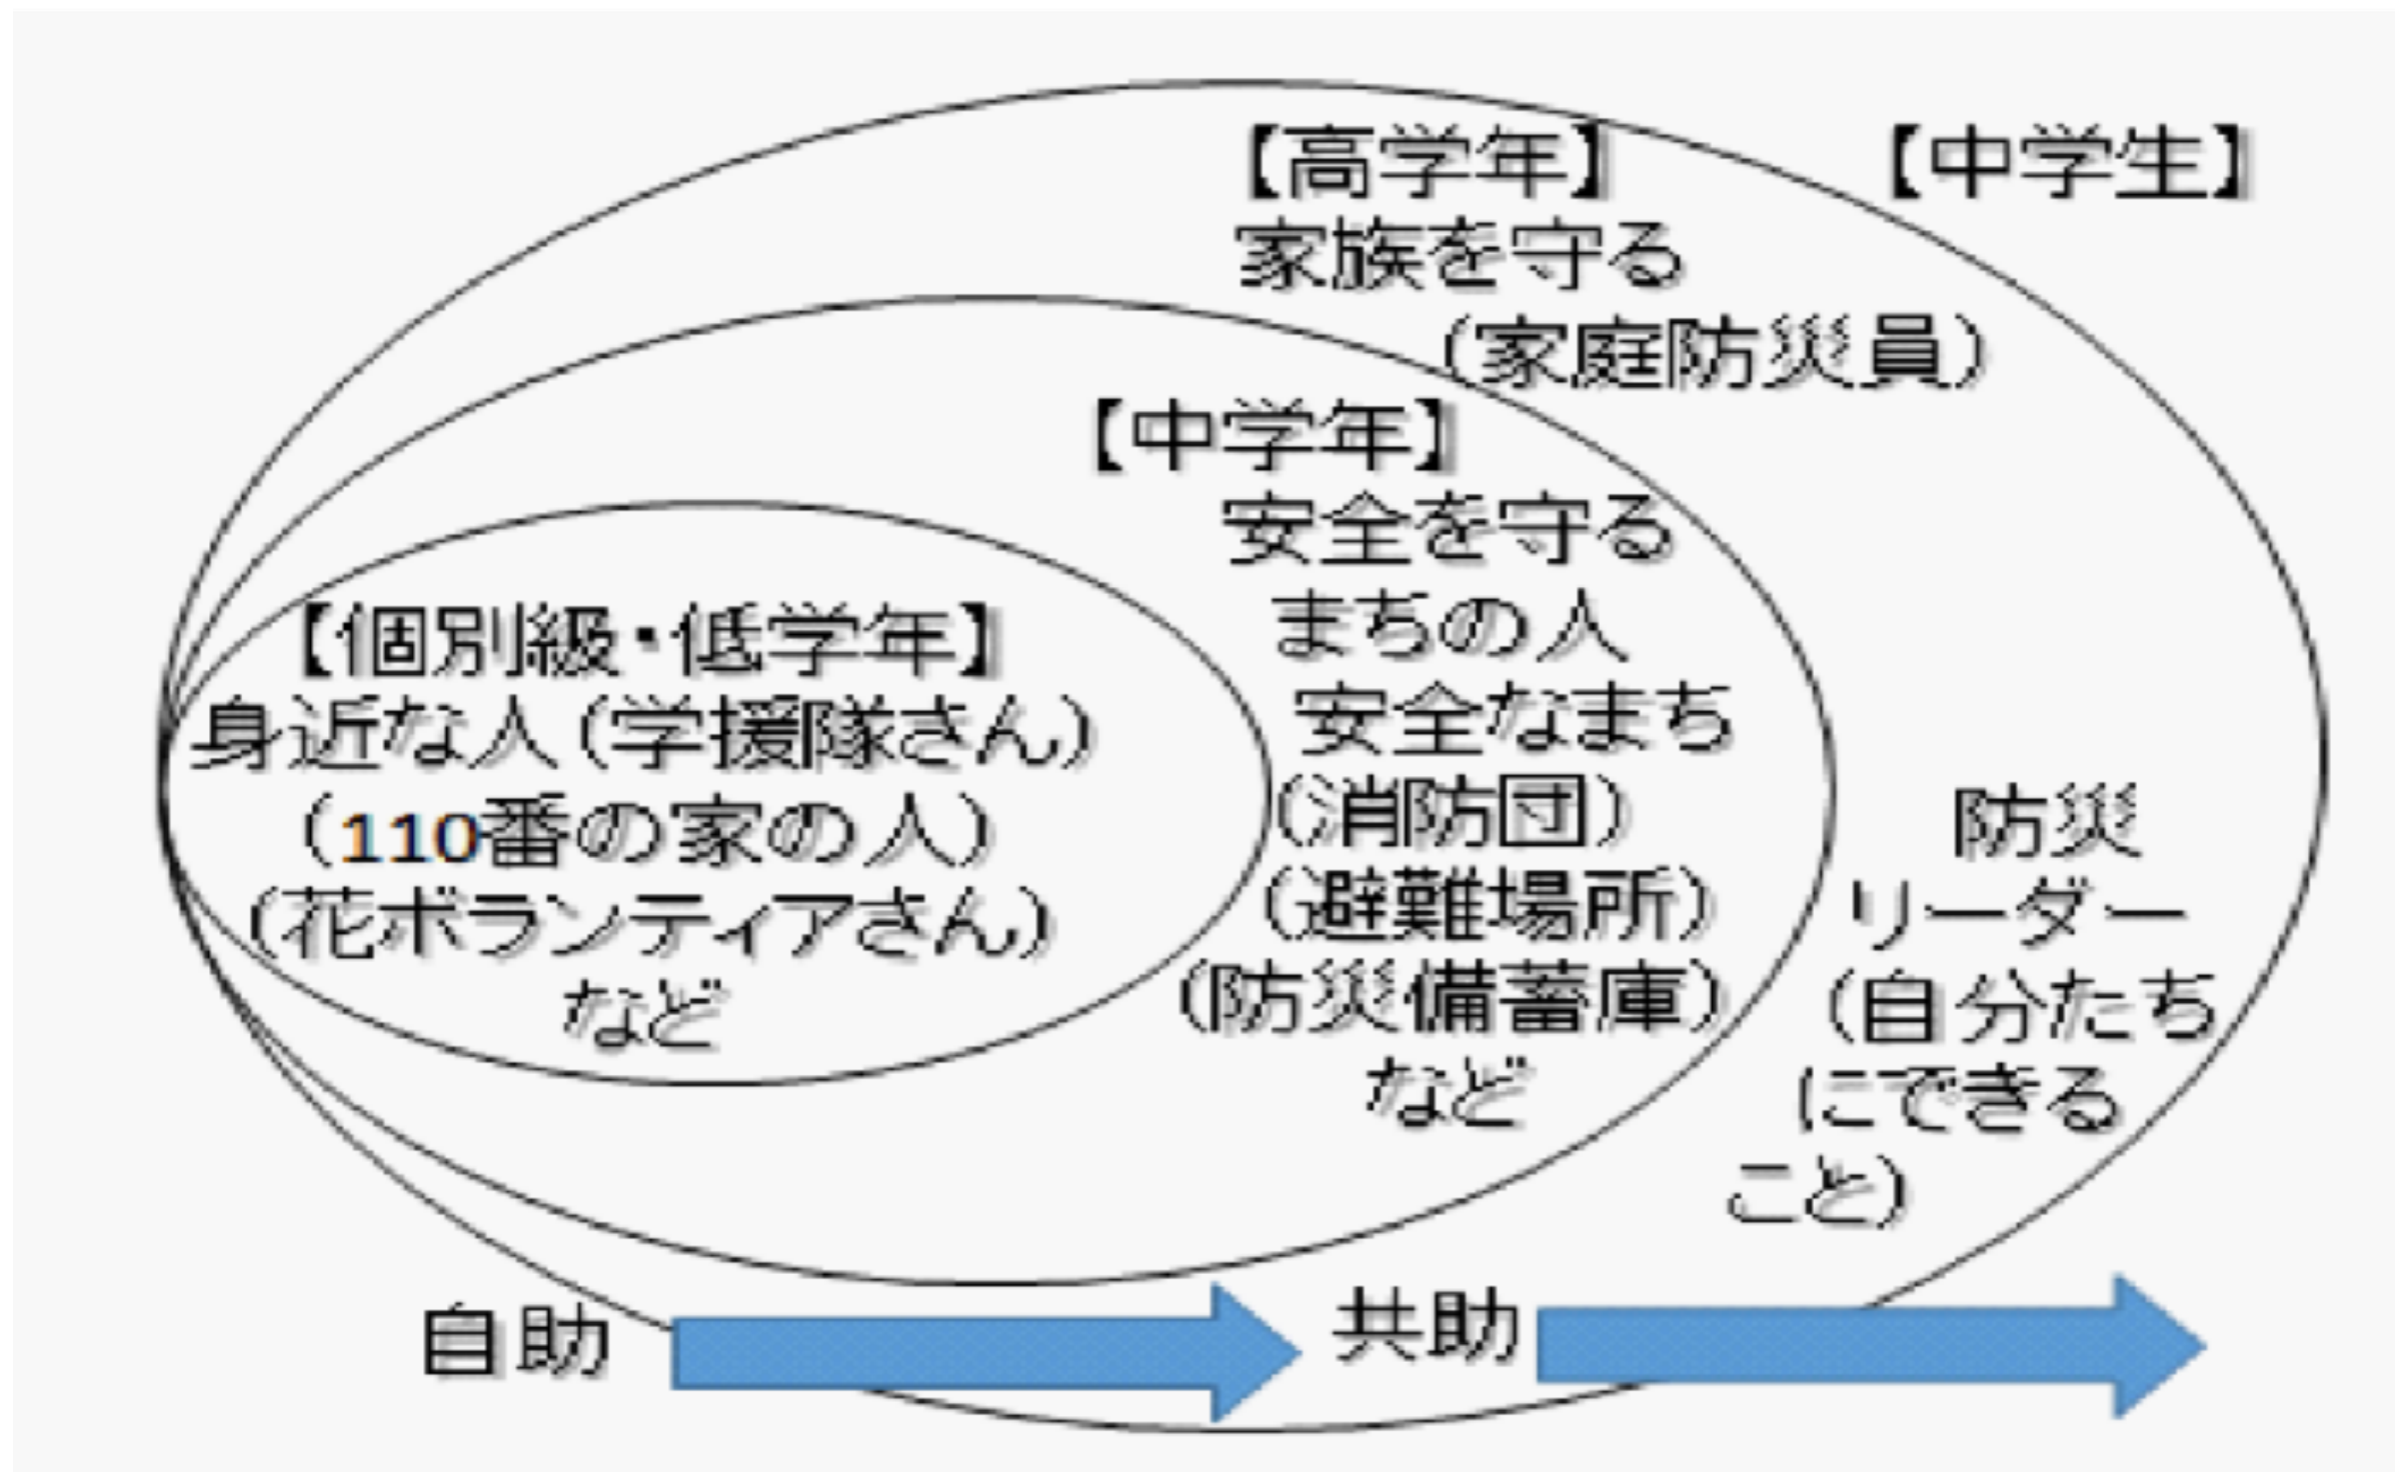 【高学年】
家族を守る
(家庭防災員)
【中学生】
【中学年】
安全を守る
まちの人
安全なまち
(消防団)
(避難場所)
(防災備蓄庫)
など
【個別級・低学年】
身近な人(学援隊さん)
(110番の家の人)
(花ボランティアさん)
など
防災
リーダー
(自分たち
にできる
こと)
自助
共助